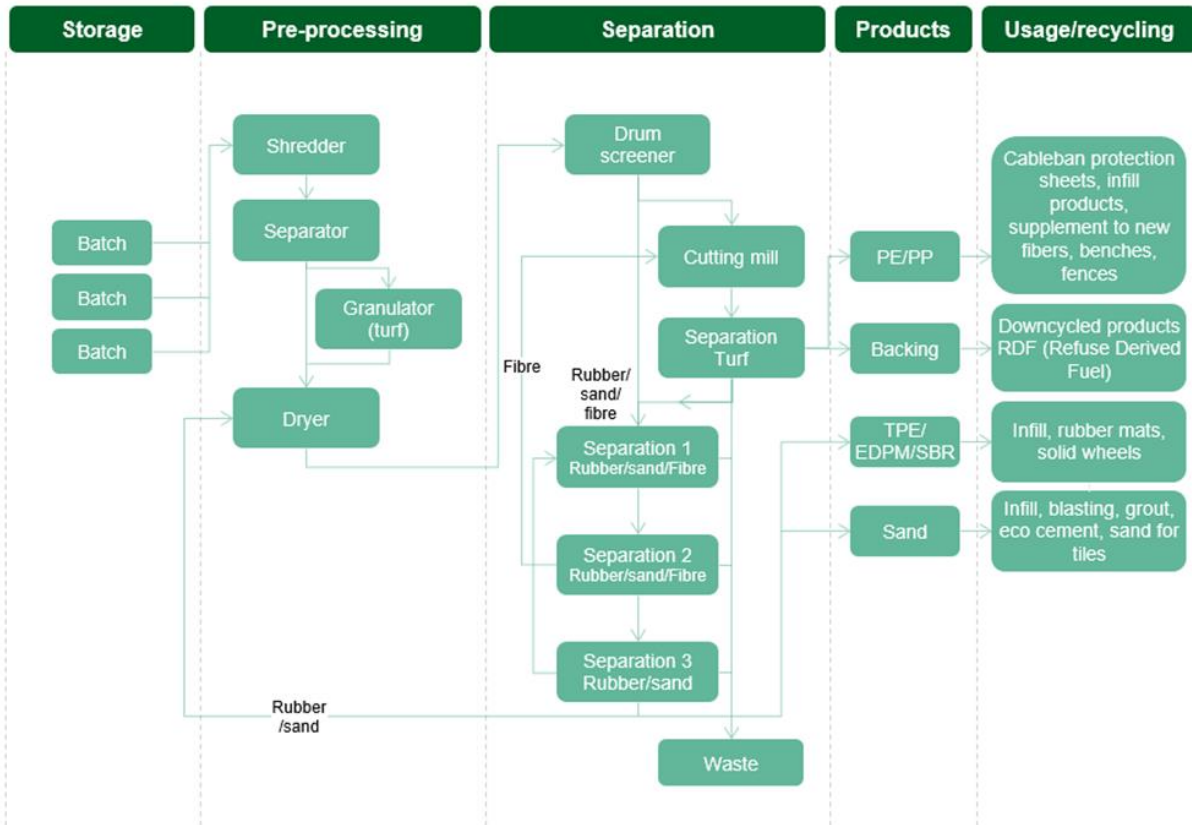 Storage
Pre-processing
Separation
Products
Usage/recycling
Batch
Batch
Batch
Shredder
Separator
Granulator
(turf)
Dryer
Rubber
/sand
Drum
screener
Cutting mill
Separation
Turf
Fibre
Rubber/
sand/
fibre
Separation 1
Rubber/sand/Fibre
Separation 2
Rubber/sand/Fibre
Separation 3
Rubber/sand
Waste
PE/PP
Backing
TPE/
EDPM/SBR
Sand
Cableban protection
sheets, infill
products,
supplement to new
fibers, benches,
fences
Downcycled products
RDF (Refuse Derived
Fuel)
Infill, rubber mats,
solid wheels
Infill, blasting, grout,
eco cement, sand for
tiles